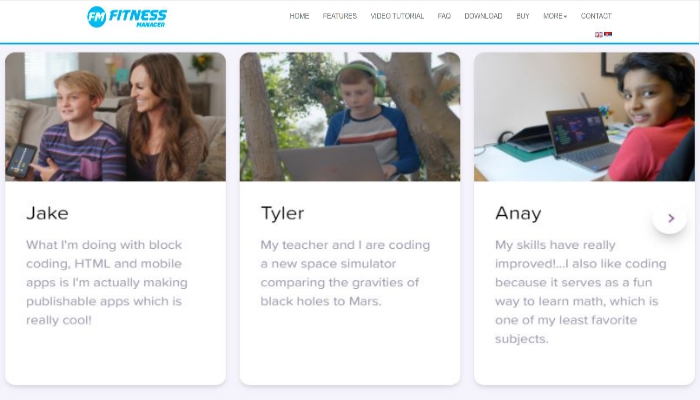 FM FITNESS
MANAGER
HOME FEATURES VIDEO TUTORIAL FAQ DOWNLOAD BUY MORE CONTACT
Jake
What I'm doing with block
coding, HTML and mobile
apps is I'm actually making
publishable apps which is
really cool!
Tyler
My teacher and I are coding
a new space simulator
comparing the gravities of
black holes to Mars.
Anay
My skills have really
improved!...I also like coding
because it serves as a fun
way to learn math, which is
one of my least favorite
subjects.